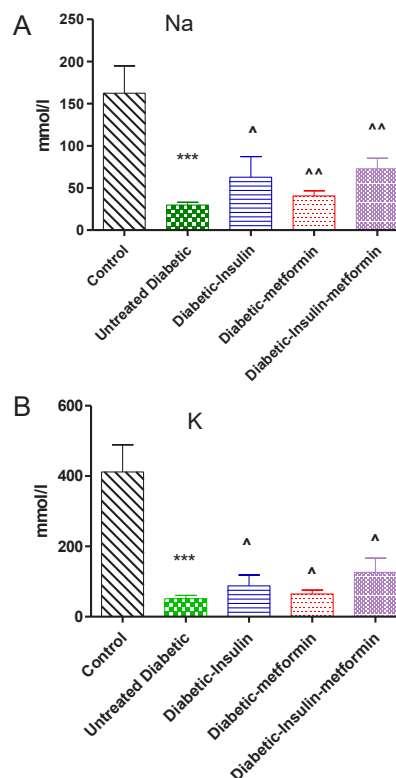 A
Na
mmol/l
200
150
100
50
0
***
^
^^
^^
Control
Untreated Diabetic
Diabetic-Insulin
Diabetic-metformin
Diabetic-Insulin-metformin
B
K
mmol/l
600
400
200
0
***
^
^
^
Control
Untreated Diabetic
Diabetic-Insulin
Diabetic-metformin
Diabetic-Insulin-metformin